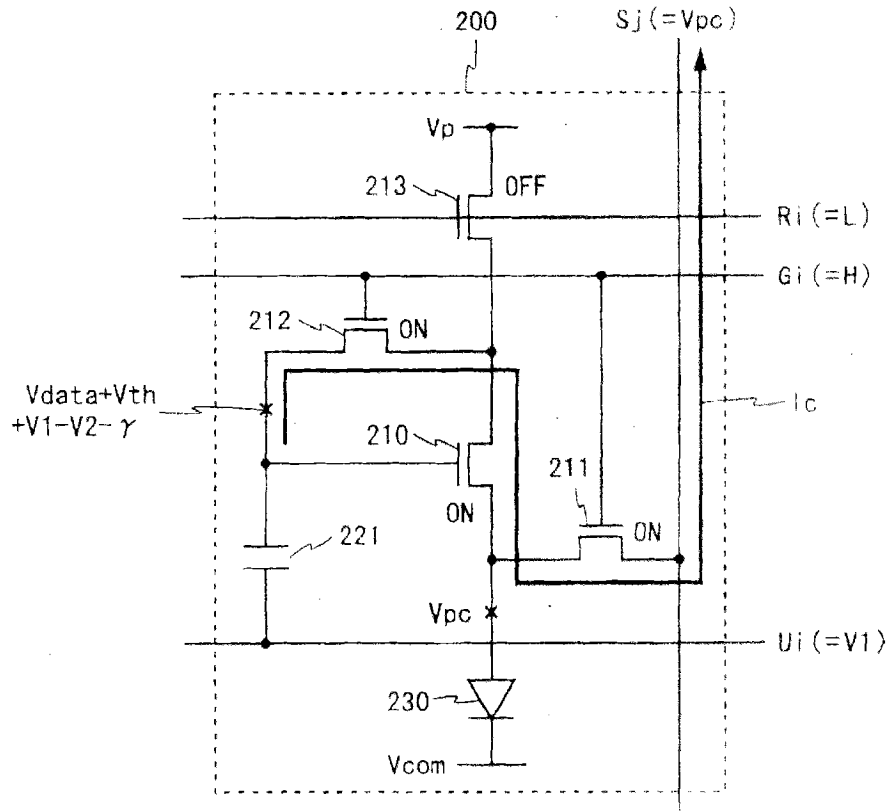 200
Sj(=Vpc)
Vp
213
OFF
Ri(=L)
Gi(=H)
212
ON
Vdata+Vth
+V1-V2-γ
210
Ic
211
ON
ON
221
Vpc
Ui(=V1)
230
Vcom